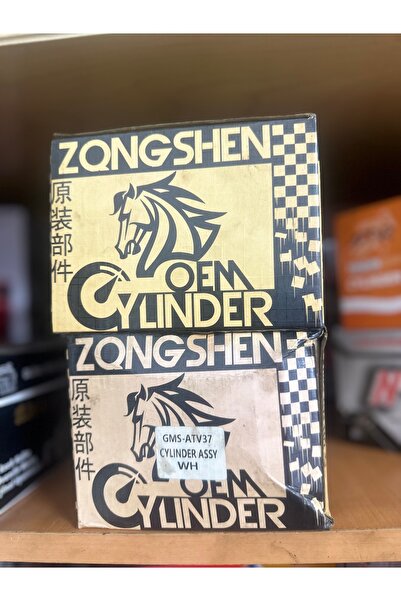 ZONGSHEN
原装部件
OEM
CYLINDER
ZONGSHEN
原装部件
GMS-ATV37
CYLINDER ASSY
WH
OEM
CYLINDER